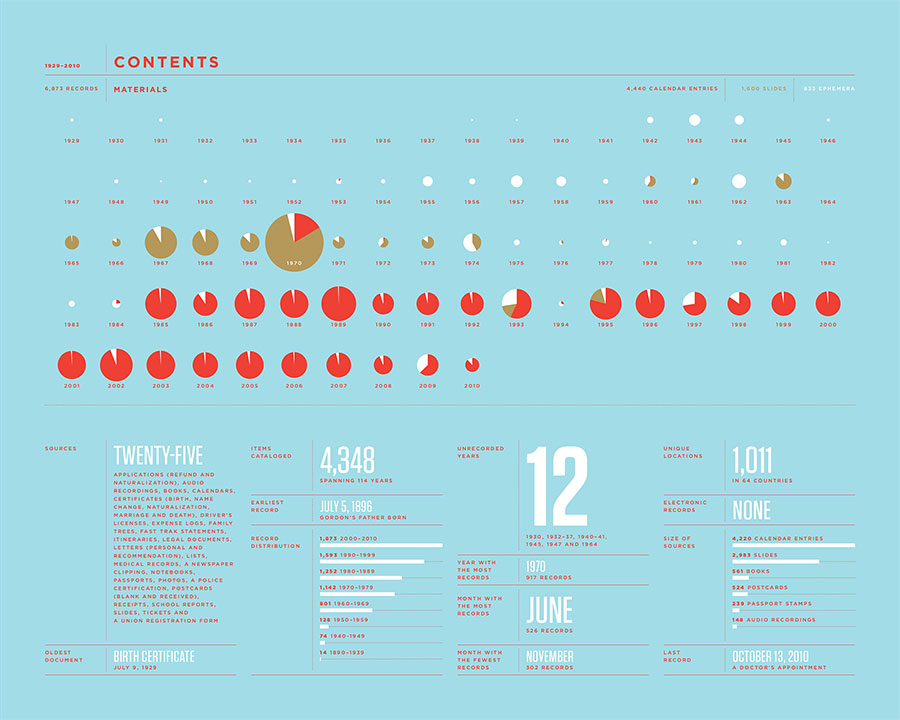 1929–2010
CONTENTS
6,873 RECORDS
MATERIALS
4,440 CALENDAR ENTRIES
1,600 SLIDES
833 EPHEMERA
1929 1930 1931 1932 1933 1934 1935 1936 1937 1938 1939 1940 1941 1942 1943 1944 1945 1946
1947 1948 1949 1950 1951 1952 1953 1954 1955 1956 1957 1958 1959 1960 1961 1962 1963 1964
1965 1966 1967 1968 1969 1970 1971 1972 1973 1974 1975 1976 1977 1978 1979 1980 1981 1982
1983 1984 1985 1986 1987 1988 1989 1990 1991 1992 1993 1994 1995 1996 1997 1998 1999 2000
2001 2002 2003 2004 2005 2006 2007 2008 2009 2010
SOURCES
TWENTY-FIVE
APPLICATIONS (REFUND AND
NATURALIZATION), AUDIO
RECORDINGS, BOOKS, CALENDARS,
CERTIFICATES (BIRTH, NAME
CHANGE, NATURALIZATION,
MARRIAGE AND DEATH), DRIVER'S
LICENSES, EXPENSE LOGS, FAMILY
TREES, FAST TRAK STATEMENTS,
ITINERARIES, LEGAL DOCUMENTS,
LETTERS (PERSONAL AND
RECOMMENDATION), LISTS,
MEDICAL RECORDS, A NEWSPAPER
CLIPPING, NOTEBOOKS,
PASSPORTS, PHOTOS, A POLICE
CERTIFICATION, POSTCARDS
(BLANK AND RECEIVED),
RECEIPTS, SCHOOL REPORTS,
SLIDES, TICKETS AND
A UNION REGISTRATION FORM
OLDEST
DOCUMENT
BIRTH CERTIFICATE
JULY 9, 1929
ITEMS
CATALOGED
4,348
SPANNING 114 YEARS
EARLIEST
RECORD
JULY 5, 1896
GORDON'S FATHER BORN
RECORD
DISTRIBUTION
1,873 2000–2010
1,593 1990–1999
1,252 1980–1989
1,142 1970–1979
801 1960–1969
128 1950–1959
74 1940–1949
14 1890–1939
UNRECORDED
YEARS
12
1930, 1932–37, 1940–41,
1945, 1947 AND 1964
YEAR WITH
THE MOST
RECORDS
1970
917 RECORDS
MONTH WITH
THE MOST
RECORDS
JUNE
526 RECORDS
MONTH WITH
THE FEWEST
RECORDS
NOVEMBER
302 RECORDS
UNIQUE
LOCATIONS
1,011
IN 64 COUNTRIES
ELECTRONIC
RECORDS
NONE
SIZE OF
SOURCES
4,220 CALENDAR ENTRIES
2,983 SLIDES
561 BOOKS
524 POSTCARDS
239 PASSPORT STAMPS
148 AUDIO RECORDINGS
LAST
RECORD
OCTOBER 13, 2010
A DOCTOR'S APPOINTMENT